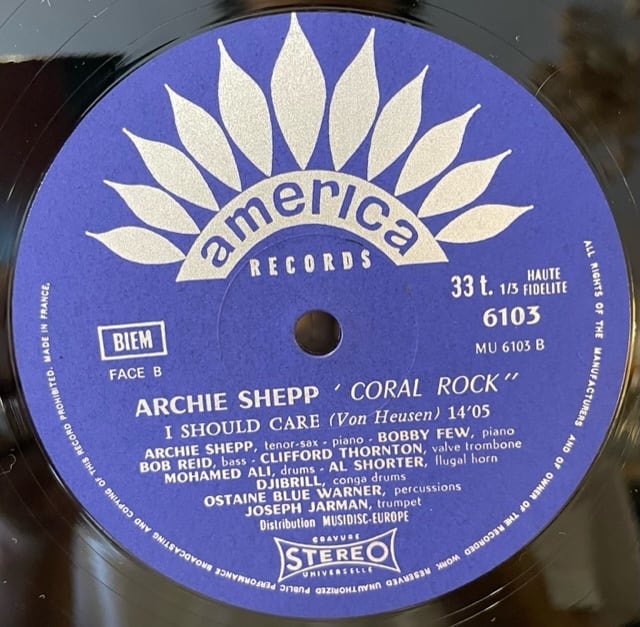 america
RECORDS
33 t. 1/3 HAUTE FIDELITE
6103
MU 6103 B
BIEM
FACE B
ARCHIE SHEPP ' CORAL ROCK"
I SHOULD CARE (Von Heusen) 14'05
ARCHIE SHEPP, tenor-sax - piano - BOBBY FEW, piano
BOB REID, bass - CLIFFORD THORNTON, valve trombone
MOHAMED ALI, drums - AL SHORTER, flugal horn
DJIBRILL, conga drums
OSTAINE BLUE WARNER, percussions
JOSEPH JARMAN, trumpet
Distribution MUSIDISC-EUROPE
GRAVURE
STEREO
UNIVERSELLE
ALL RIGHTS OF THE MANUFACTURERS AND OF OWNER OF THE RECORDED WORK RESERVED UNAUTHORIZED PUBLIC PERFORMANCE BROADCASTING AND COPYING OF THIS RECORD PROHIBITED. MADE IN FRANCE,